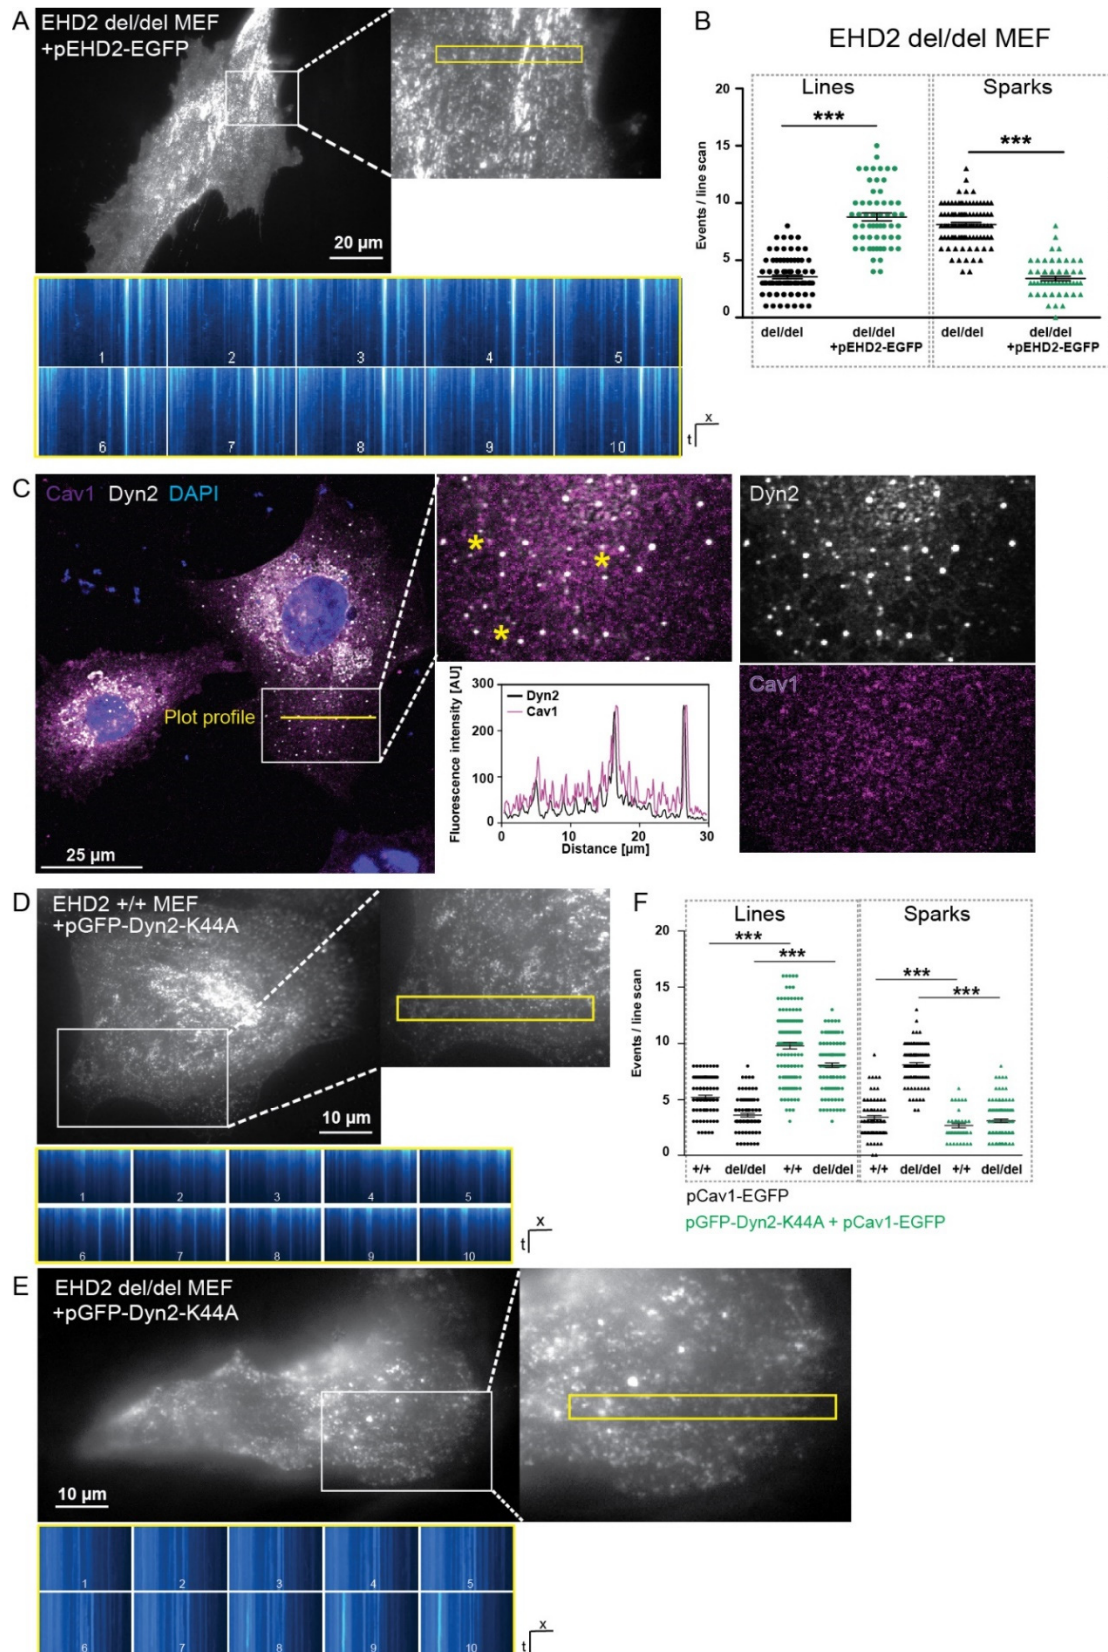 A
EHD2 del/del MEF
+pEHD2-EGFP
20 µm
1 2 3 4 5
6 7 8 9 10
x
t
B
EHD2 del/del MEF
Lines Sparks
*** ***
Events / line scan
20
15
10
5
0
del/del del/del +pEHD2-EGFP del/del del/del +pEHD2-EGFP
C
Cav1 Dyn2 DAPI
Plot profile
25 µm
* * *
Fluorescence intensity [AU]
300
200
100
0
Dyn2
Cav1
0 10 20 30
Distance [µm]
Dyn2
Cav1
D
EHD2 +/+ MEF
+pGFP-Dyn2-K44A
10 µm
1 2 3 4 5
6 7 8 9 10
x
t
F
Lines Sparks
*** *** *** ***
Events / line scan
20
15
10
5
0
+/+ del/del +/+ del/del +/+ del/del +/+ del/del
pCav1-EGFP
pGFP-Dyn2-K44A + pCav1-EGFP
E
EHD2 del/del MEF
+pGFP-Dyn2-K44A
10 µm
1 2 3 4 5
6 7 8 9 10
x
t